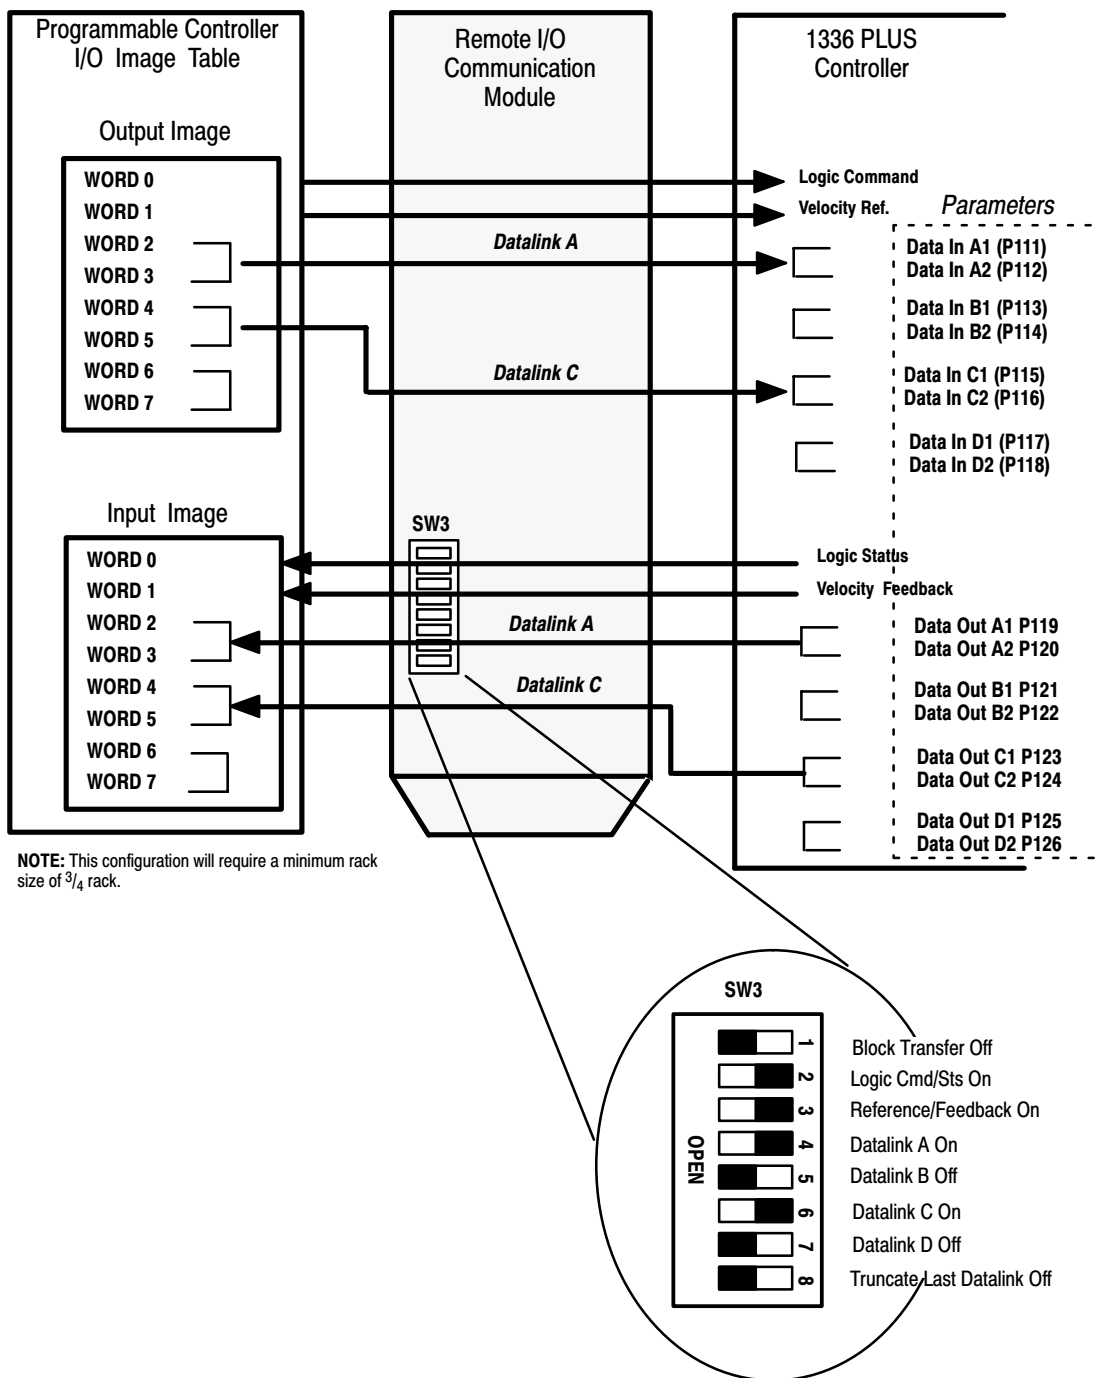 Programmable Controller
I/O Image Table
Output Image
WORD 0
WORD 1
WORD 2
WORD 3
WORD 4
WORD 5
WORD 6
WORD 7
Input Image
WORD 0
WORD 1
WORD 2
WORD 3
WORD 4
WORD 5
WORD 6
WORD 7
NOTE: This configuration will require a minimum rack
size of 3/4 rack.
Remote I/O
Communication
Module
Datalink A
Datalink C
SW3
Datalink A
Datalink C
1336 PLUS
Controller
Logic Command
Velocity Ref.
Parameters
Data In A1 (P111)
Data In A2 (P112)
Data In B1 (P113)
Data In B2 (P114)
Data In C1 (P115)
Data In C2 (P116)
Data In D1 (P117)
Data In D2 (P118)
Logic Status
Velocity Feedback
Data Out A1 P119
Data Out A2 P120
Data Out B1 P121
Data Out B2 P122
Data Out C1 P123
Data Out C2 P124
Data Out D1 P125
Data Out D2 P126
SW3
OPEN
1 Block Transfer Off
2 Logic Cmd/Sts On
3 Reference/Feedback On
4 Datalink A On
5 Datalink B Off
6 Datalink C On
7 Datalink D Off
8 Truncate Last Datalink Off